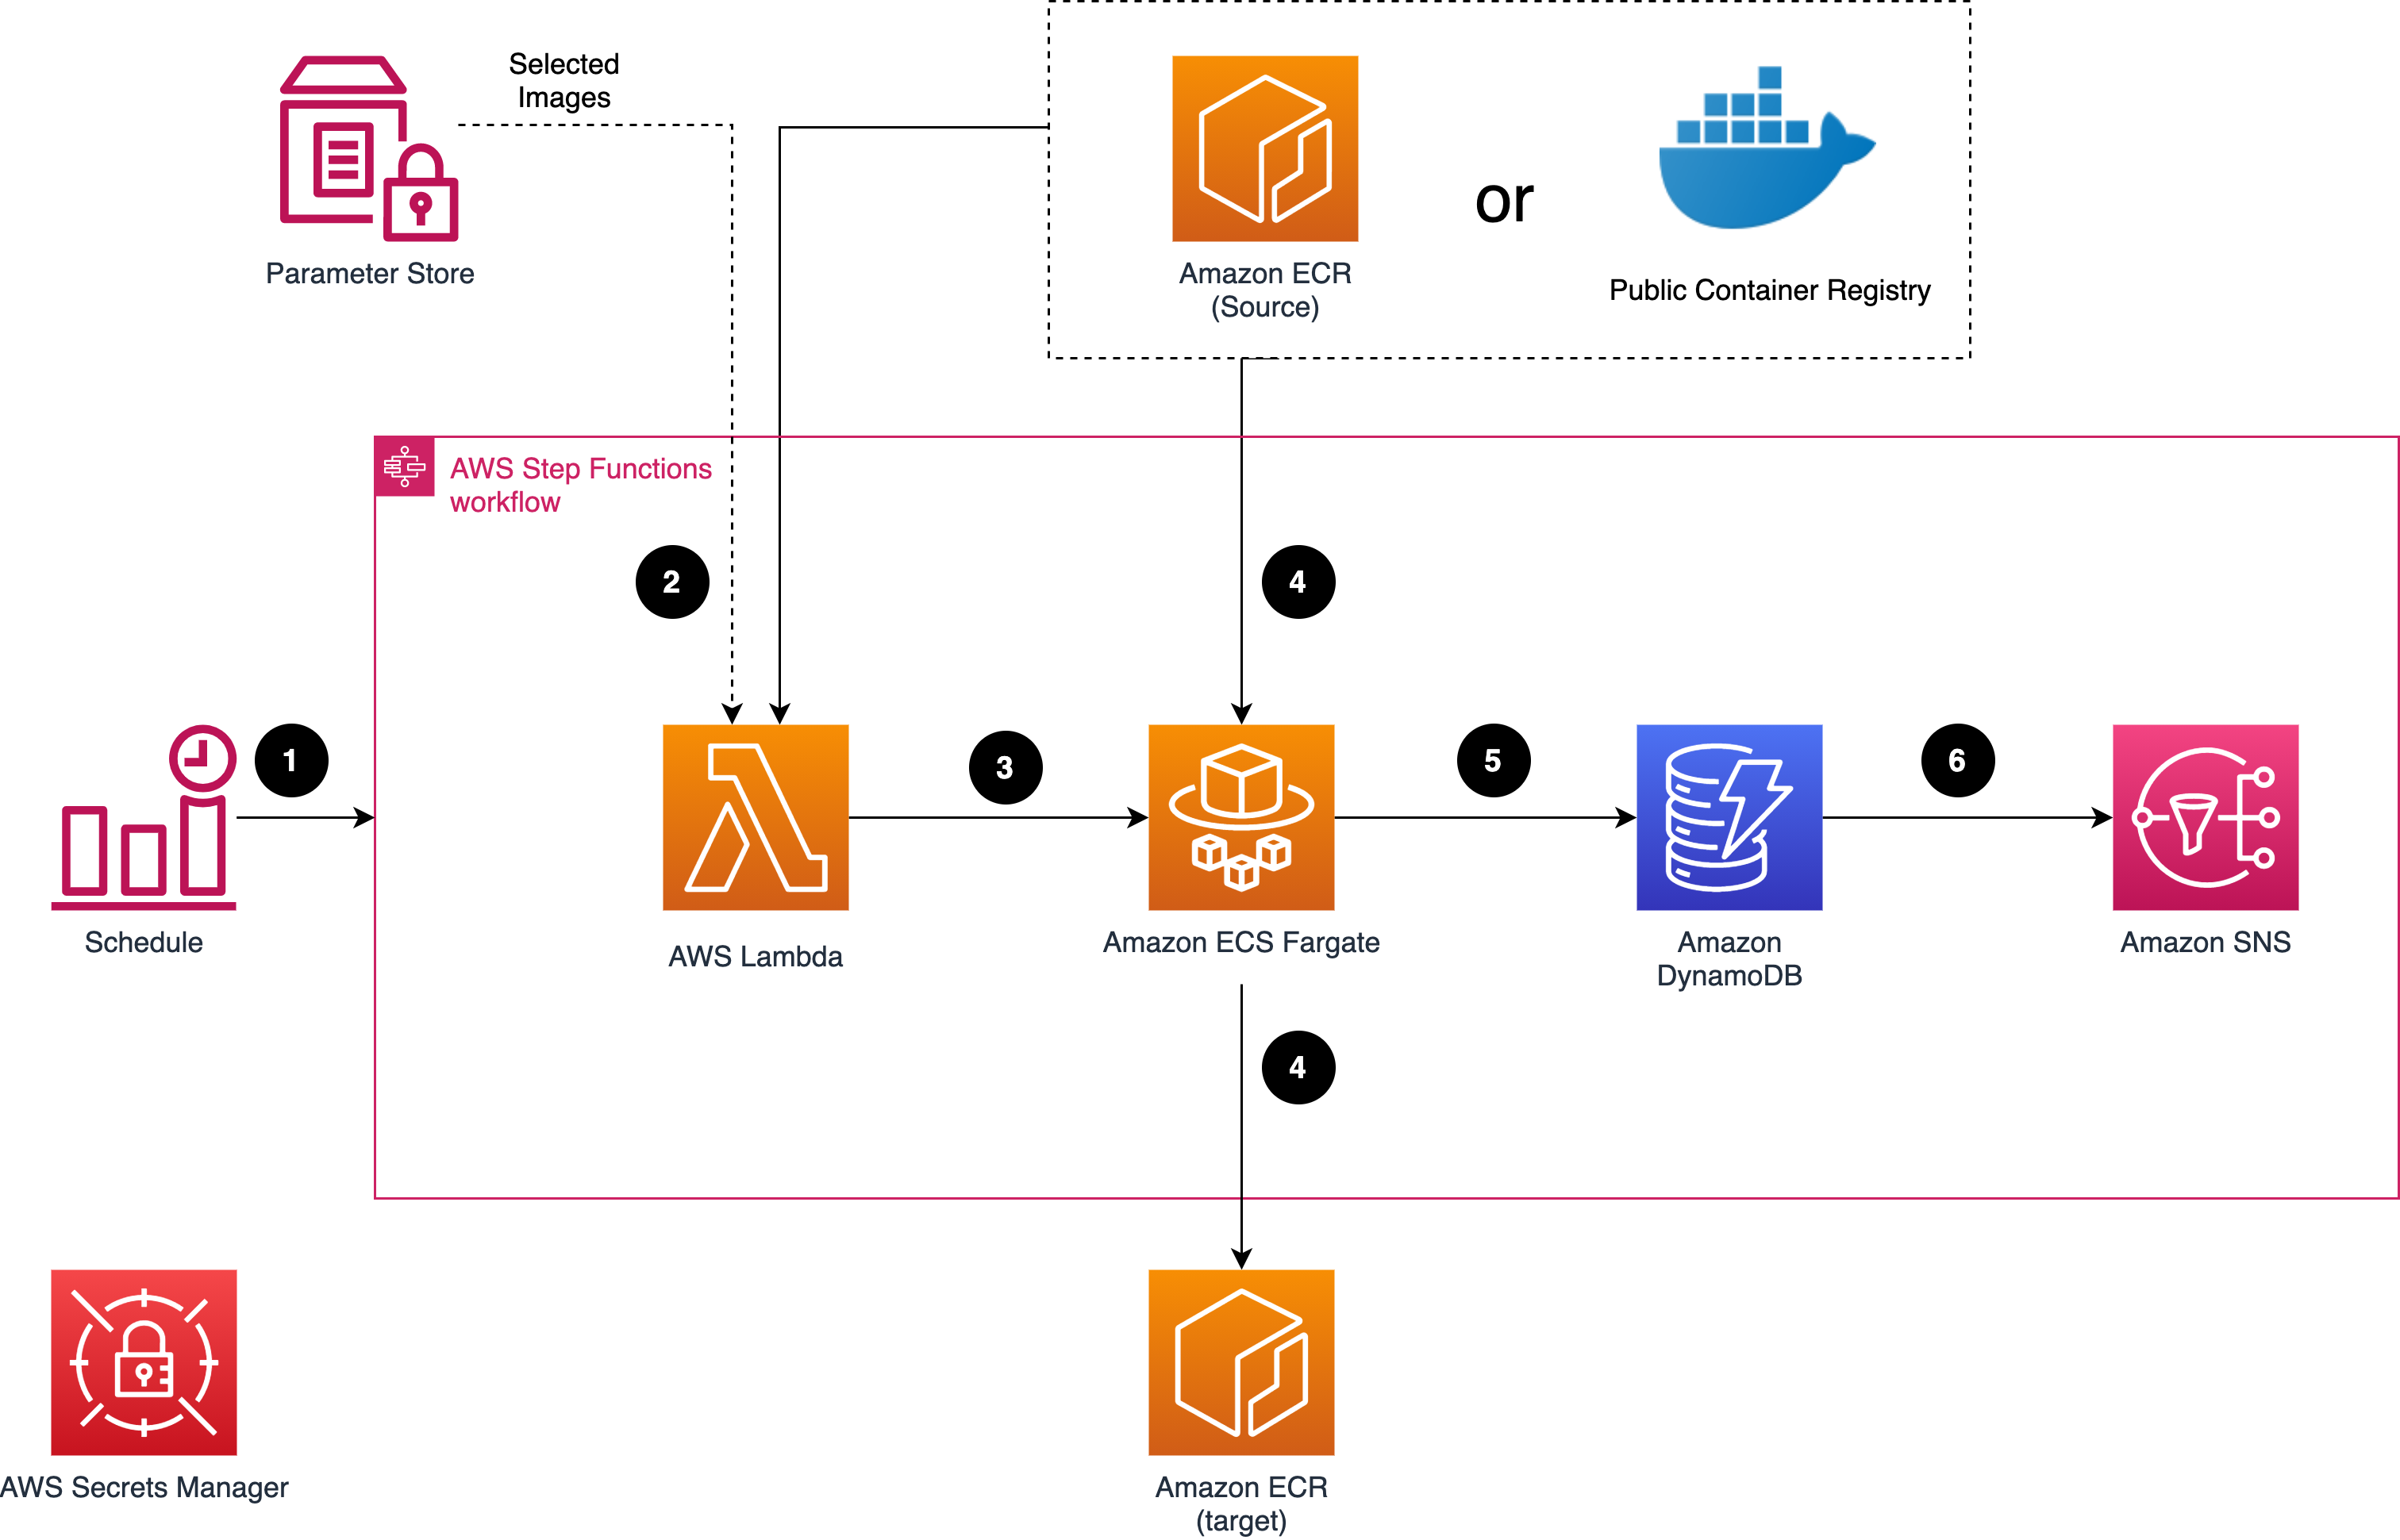 Selected
Images
Parameter Store
Amazon ECR
(Source)
or
Public Container Registry
AWS Step Functions
workflow
2
4
1
3
5
6
Schedule
AWS Lambda
Amazon ECS Fargate
Amazon
DynamoDB
Amazon SNS
4
AWS Secrets Manager
Amazon ECR
(target)